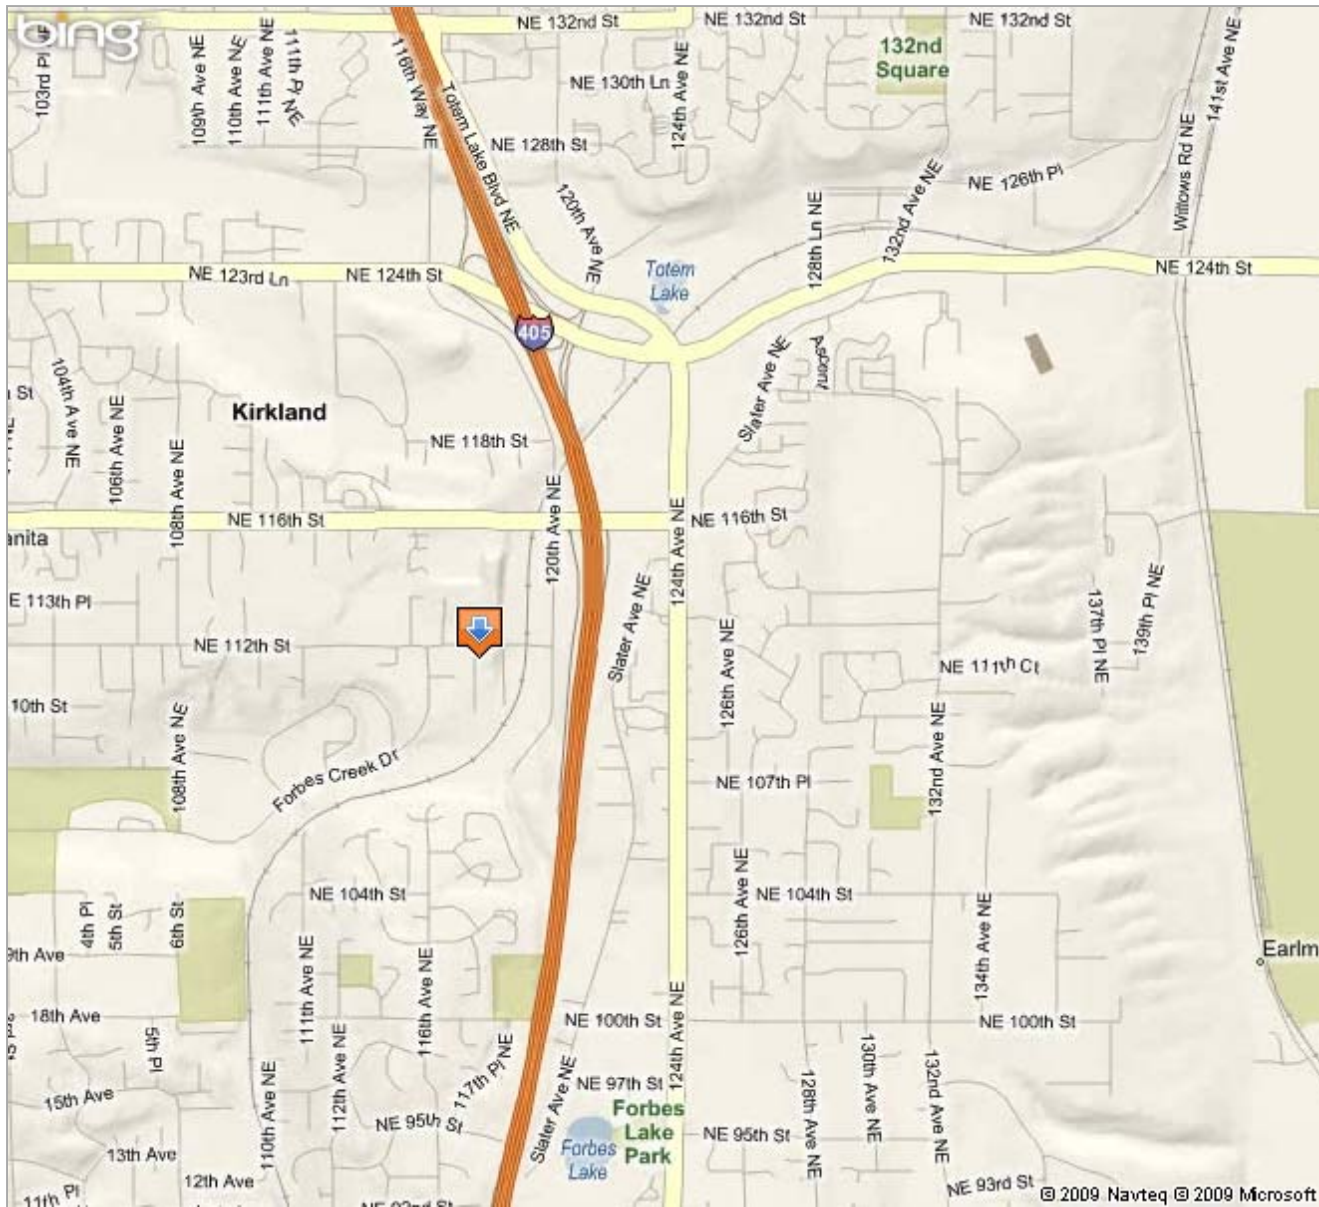 bing
NE 132nd St
NE 132nd St
NE 132nd St
103rd Pl NE
109th Ave NE
110th Ave NE
111th Ave NE
111th Pl NE
116th Way NE
Totem Lake Blvd NE
NE 130th Ln
124th Ave NE
132nd
Square
141st Ave NE
NE 128th St
120th Ave NE
128th Ln NE
132nd Ave NE
NE 126th Pl
Willows Rd NE
NE 123rd Ln
NE 124th St
Totem
Lake
NE 124th St
405
104th Ave NE
106th Ave NE
108th Ave NE
Kirkland
NE 118th St
Slater Ave NE
Ascent
St
NE 116th St
120th Ave NE
124th Ave NE
NE 116th St
anita
E 113th Pl
NE 112th St
Slater Ave NE
126th Ave NE
NE 111th Ct
137th Pl NE
139th Pl NE
10th St
108th Ave NE
Forbes Creek Dr
NE 107th Pl
132nd Ave NE
NE 104th St
126th Ave NE
NE 104th St
134th Ave NE
4th Pl
5th St
6th St
9th Ave
Earlm
18th Ave
111th Ave NE
116th Ave NE
NE 100th St
124th Ave NE
NE 100th St
5th Pl
15th Ave
110th Ave NE
112th Ave NE
117th Pl NE
NE 95th St
Slater Ave NE
NE 97th St
Forbes
Lake
Park
Forbes
Lake
NE 95th St
128th Ave NE
130th Ave NE
132nd Ave NE
13th Ave
12th Ave
11th Pl
NE 93rd St
© 2009 Navteq © 2009 Microsoft